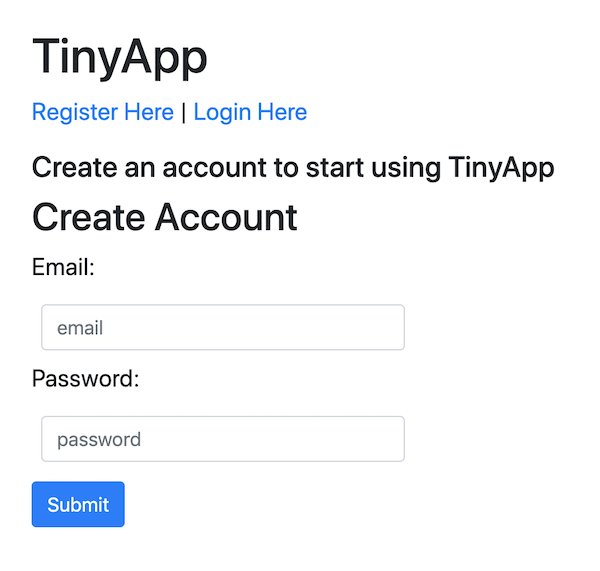 TinyApp
Register Here | Login Here
Create an account to start using TinyApp
Create Account
Email:
email
Password:
password
Submit